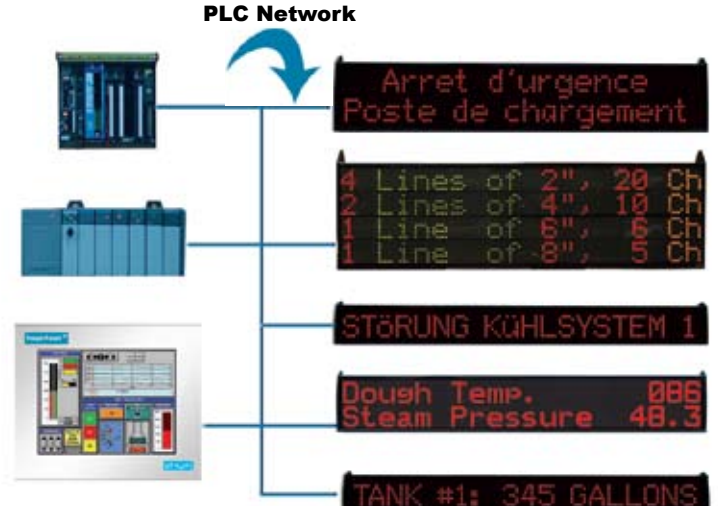 PLC Network
Arret d'urgence
Poste de chargement
4 Lines of 2", 20 Ch
2 Lines of 4", 10 Ch
1 Line of 6", 6 Ch
1 Line of 8", 5 Ch
STöRUNG KüHLSYSTEM 1
Dough Temp. 086
Steam Pressure 48.3
TANK #1: 345 GALLONS